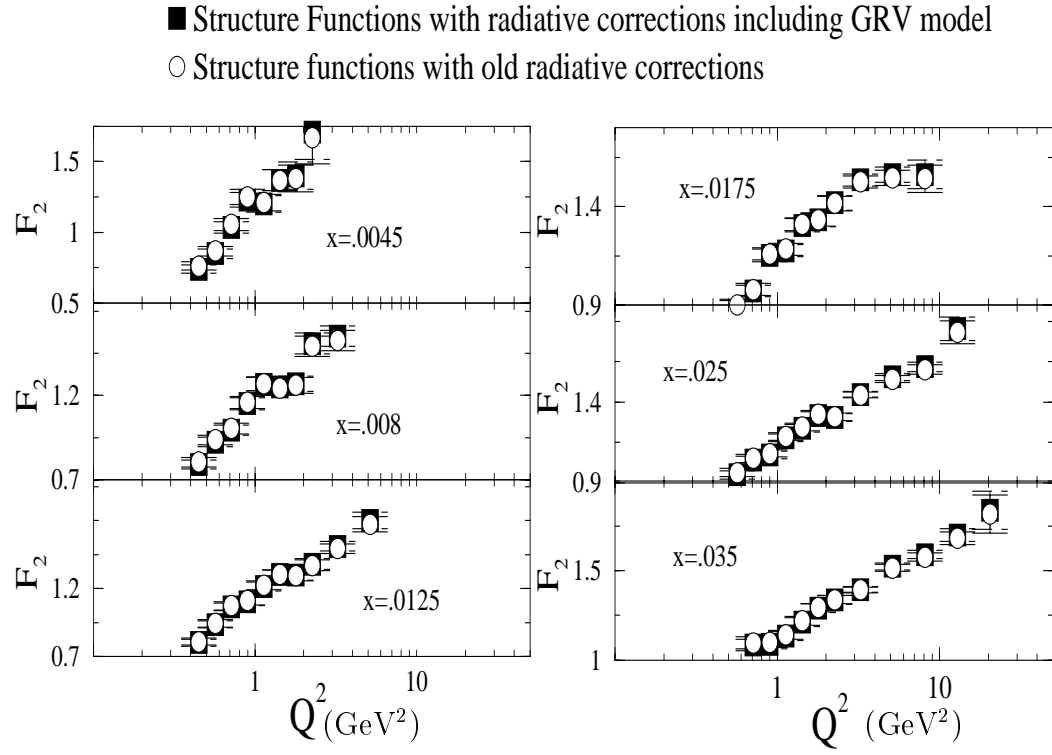 ■ Structure Functions with radiative corrections including GRV model
○ Structure functions with old radiative corrections
F₂
1.5
1
0.5
x=.0045
F₂
1.4
0.9
x=.0175
F₂
1.2
0.7
x=.008
F₂
1.4
0.9
x=.025
F₂
1.2
0.7
x=.0125
F₂
1.5
1
x=.035
1
10
Q² (GeV²)
1
10
Q² (GeV²)